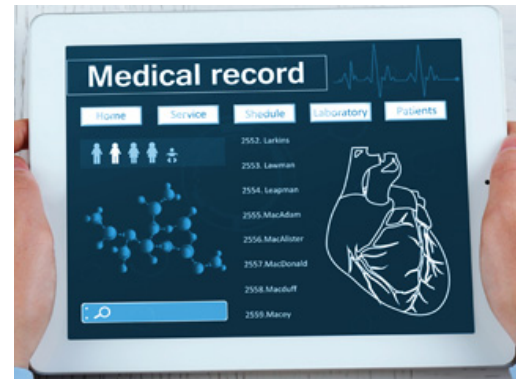 Medical record
Home Service Shedule Laboratory Patients
2552. Larkins
2553. Lawman
2554. Leapman
2555.MacAdam
2556.MacAlister
2557.MacDonald
2558.Macduff
2559.Macey